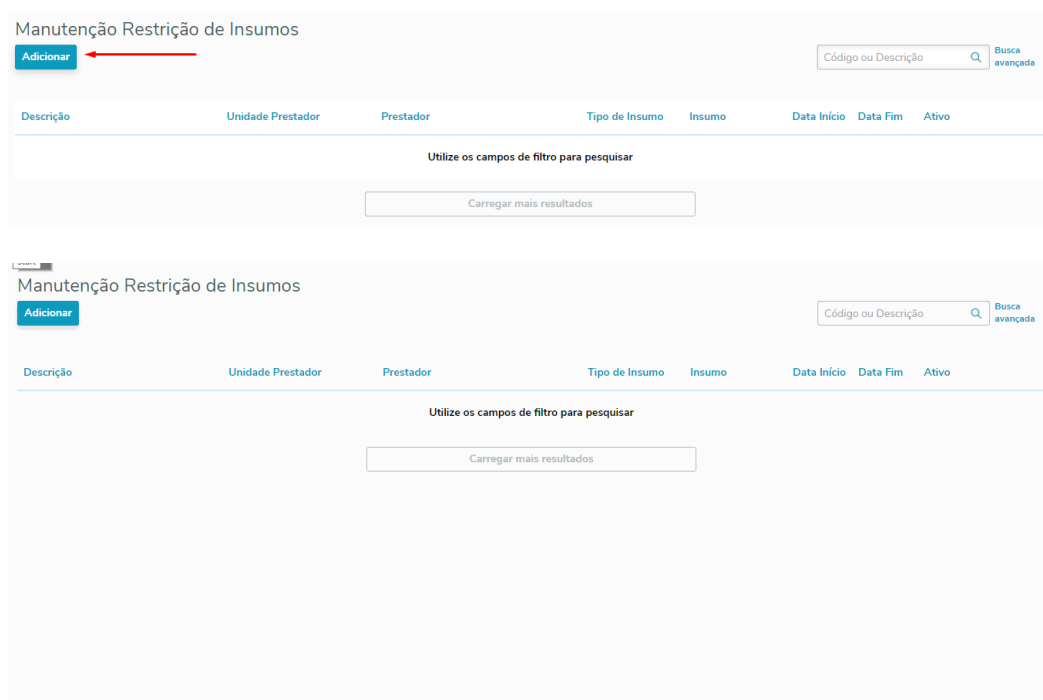 Manutenção Restrição de Insumos
Adicionar
Código ou Descrição
Busca avançada
Descrição Unidade Prestador Prestador Tipo de Insumo Insumo Data Início Data Fim Ativo
Utilize os campos de filtro para pesquisar
Carregar mais resultados
Manutenção Restrição de Insumos
Adicionar
Código ou Descrição
Busca avançada
Descrição Unidade Prestador Prestador Tipo de Insumo Insumo Data Início Data Fim Ativo
Utilize os campos de filtro para pesquisar
Carregar mais resultados